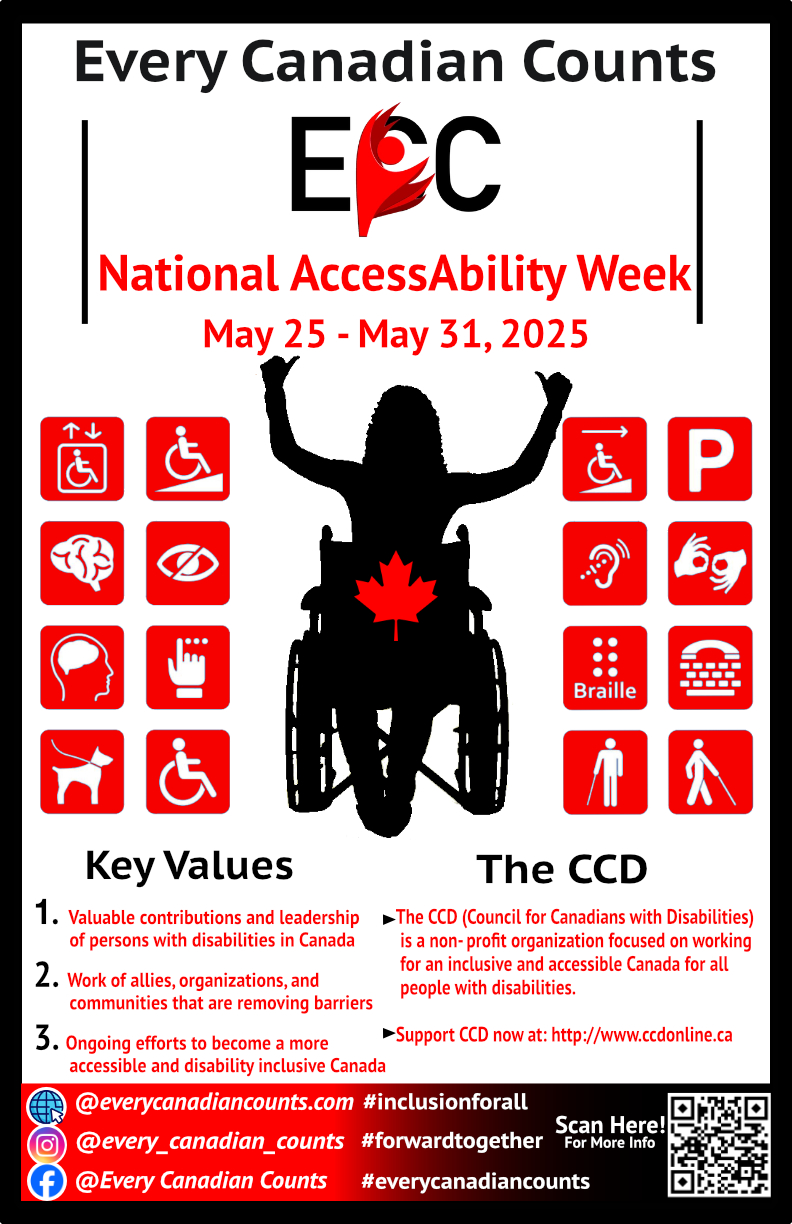 Every Canadian Counts
ECC
National AccessAbility Week
May 25 - May 31, 2025
P
Braille
Key Values
1. Valuable contributions and leadership
of persons with disabilities in Canada
2. Work of allies, organizations, and
communities that are removing barriers
3. Ongoing efforts to become a more
accessible and disability inclusive Canada
The CCD
The CCD (Council for Canadians with Disabilities)
is a non- profit organization focused on working
for an inclusive and accessible Canada for all
people with disabilities.
Support CCD now at: http://www.ccdonline.ca
@everycanadiancounts.com #inclusionforall
@every_canadian_counts #forwardtogether
@Every Canadian Counts #everycanadiancounts
Scan Here!
For More Info